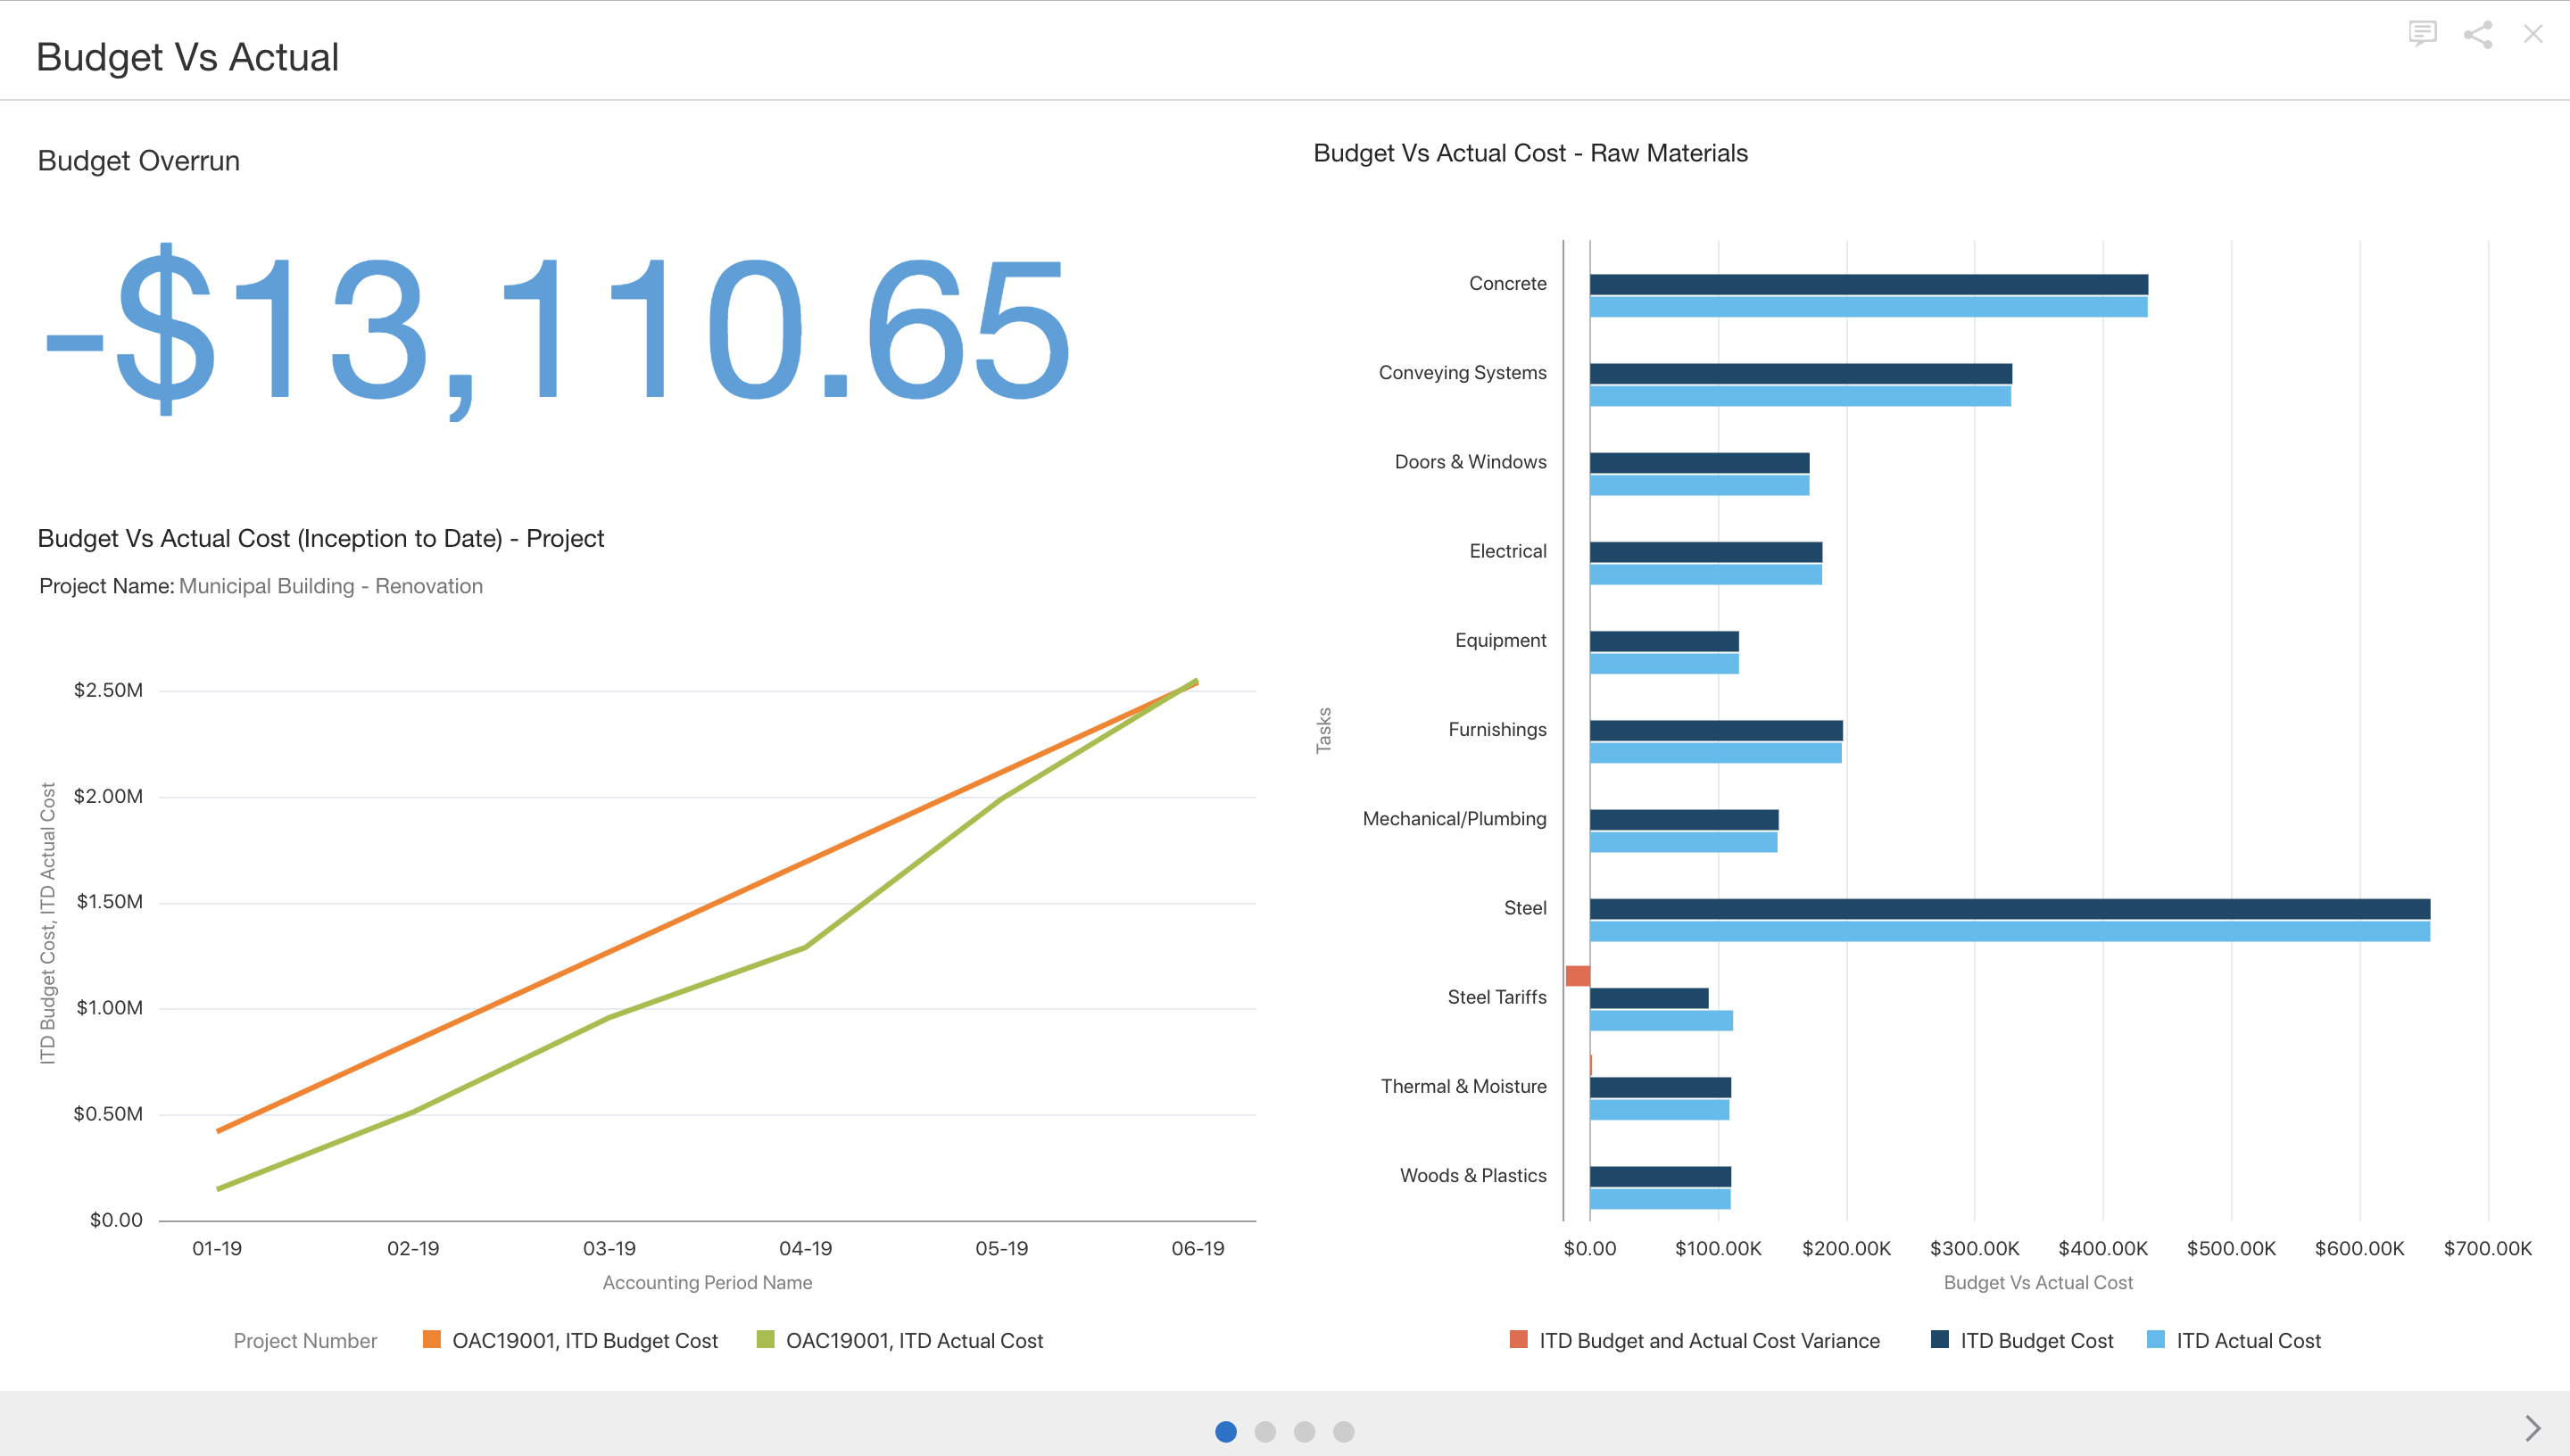 Budget Vs Actual
Budget Overrun
-$13,110.65
Budget Vs Actual Cost (Inception to Date) - Project
Project Name: Municipal Building - Renovation
ITD Budget Cost, ITD Actual Cost
$2.50M
$2.00M
$1.50M
$1.00M
$0.50M
$0.00
01-19 02-19 03-19 04-19 05-19 06-19
Accounting Period Name
Project Number OAC19001, ITD Budget Cost OAC19001, ITD Actual Cost
Budget Vs Actual Cost - Raw Materials
Tasks
Concrete
Conveying Systems
Doors & Windows
Electrical
Equipment
Furnishings
Mechanical/Plumbing
Steel
Steel Tariffs
Thermal & Moisture
Woods & Plastics
$0.00 $100.00K $200.00K $300.00K $400.00K $500.00K $600.00K $700.00K
Budget Vs Actual Cost
ITD Budget and Actual Cost Variance ITD Budget Cost ITD Actual Cost